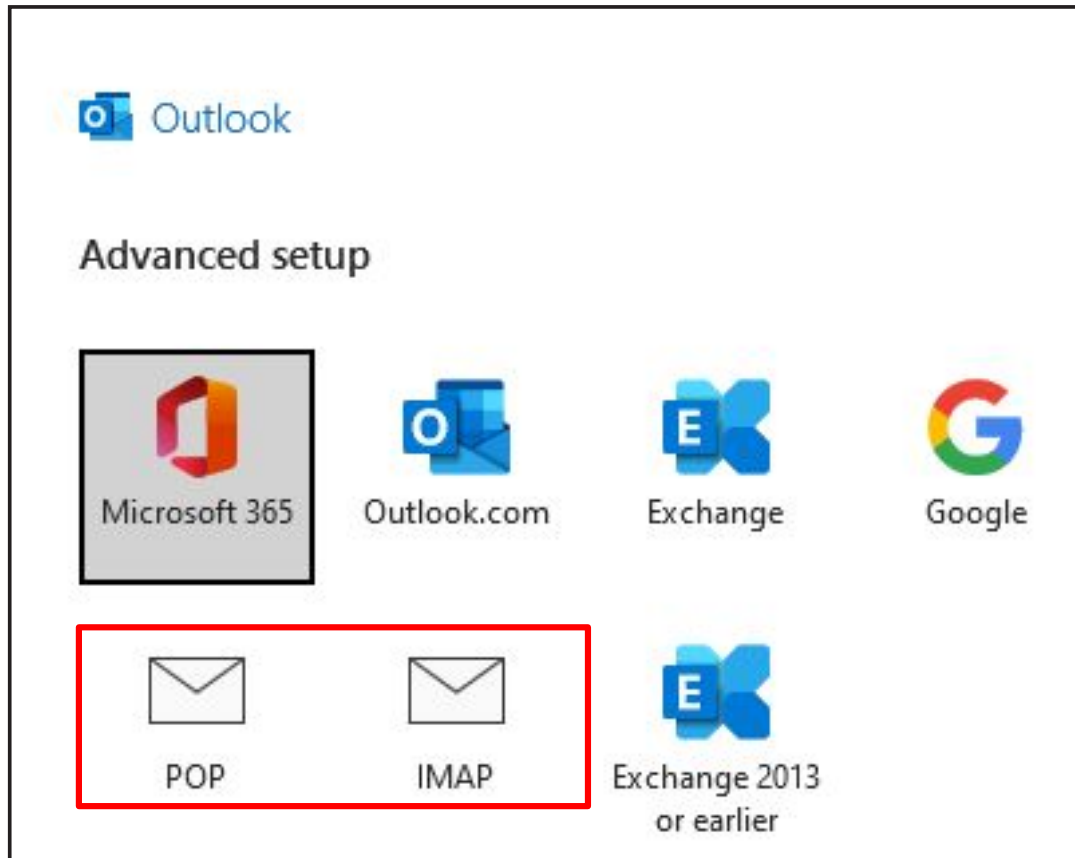 Outlook
Advanced setup
Microsoft 365
Outlook.com
Exchange
Google
POP
IMAP
Exchange 2013
or earlier